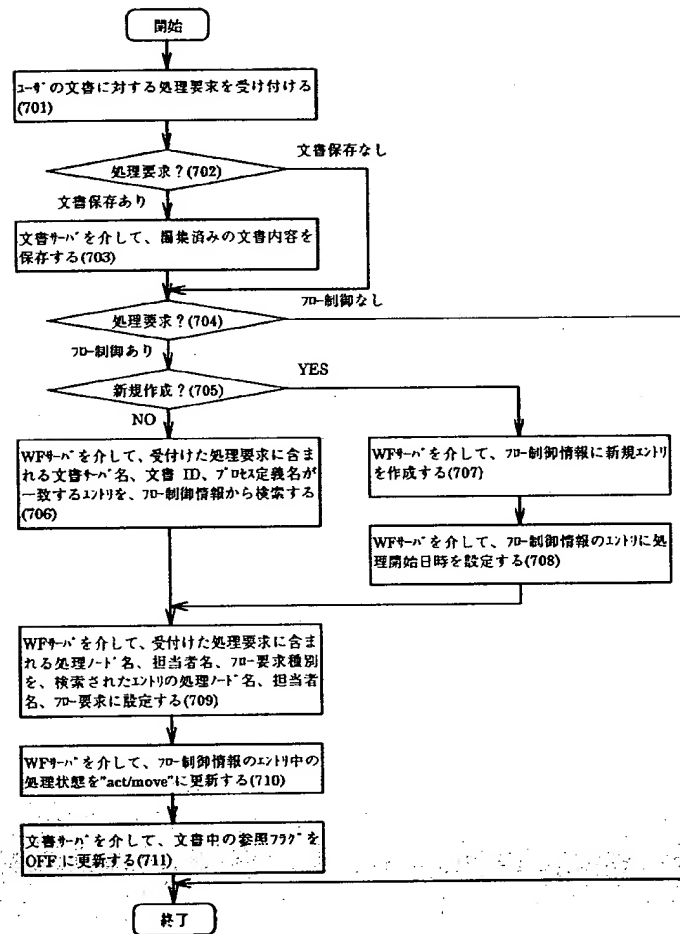 開始
ﾕｰｻﾞの文書に対する処理要求を受け付ける
(701)
文書保存なし
処理要求？(702)
文書保存あり
文書ｻｰﾊﾞを介して、編集済みの文書内容を
保存する(703)
ﾌﾛｰ制御なし
処理要求？(704)
ﾌﾛｰ制御あり
新規作成？(705)
YES
NO
WFｻｰﾊﾞを介して、受付けた処理要求に含ま
れる文書ｻｰﾊﾞ名、文書 ID、ﾌﾟﾛｾｽ定義名が
一致するｴﾝﾄﾘを、ﾌﾛｰ制御情報から検索する
(706)
WFｻｰﾊﾞを介して、ﾌﾛｰ制御情報に新規ｴﾝﾄﾘ
を作成する(707)
WFｻｰﾊﾞを介して、ﾌﾛｰ制御情報のｴﾝﾄﾘに処
理開始日時を設定する(708)
WFｻｰﾊﾞを介して、受付けた処理要求に含ま
れる処理ﾉｰﾄﾞ名、担当者名、ﾌﾛｰ要求種別
を、検索されたｴﾝﾄﾘの処理ﾉｰﾄﾞ名、担当者
名、ﾌﾛｰ要求に設定する(709)
WFｻｰﾊﾞを介して、ﾌﾛｰ制御情報のｴﾝﾄﾘ中の
処理状態を"act/move"に更新する(710)
文書ｻｰﾊﾞを介して、文書中の参照ﾌﾗｸﾞを
OFFに更新する(711)
終了